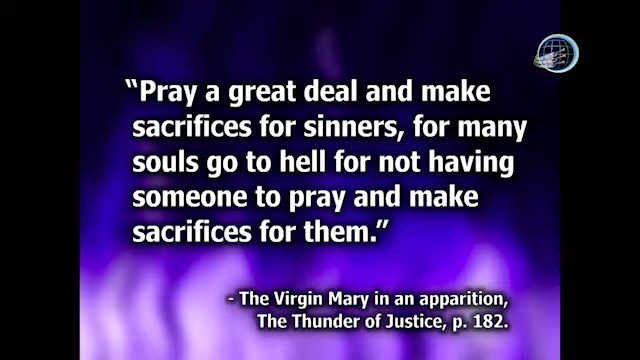 “Pray a great deal and make
sacrifices for sinners, for many
souls go to hell for not having
someone to pray and make
sacrifices for them.”
- The Virgin Mary in an apparition,
The Thunder of Justice, p. 182.